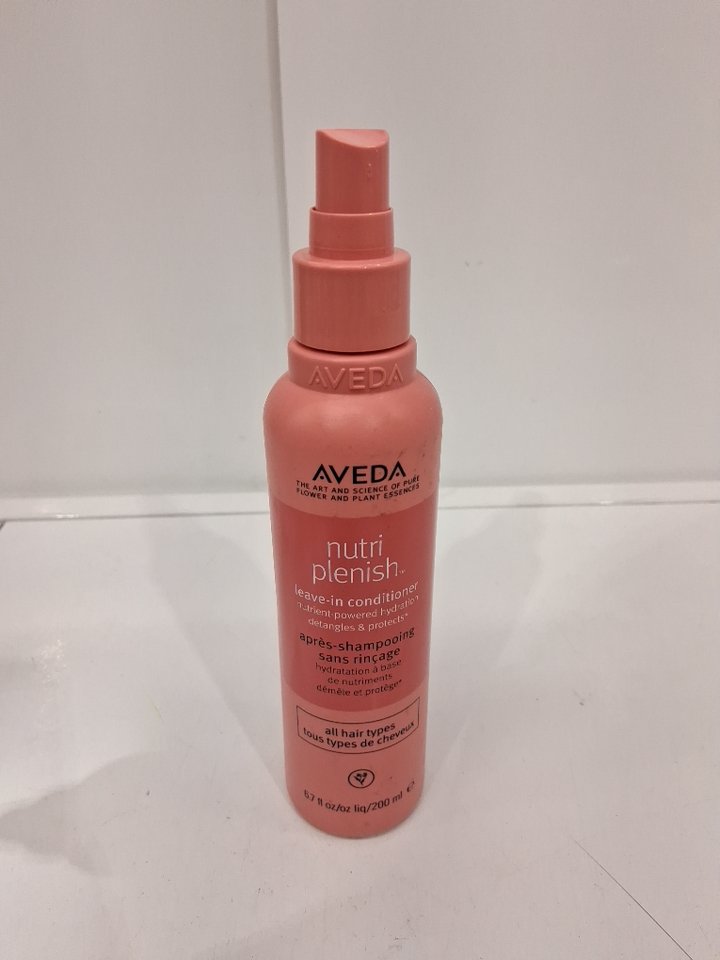 AVEDA
AVEDA
THE ART AND SCIENCE OF PURE
FLOWER AND PLANT ESSENCES
nutri
plenish™
leave-in conditioner
nutrient-powered hydration
detangles & protects*
après-shampooing
sans rinçage
hydratation à base
de nutriments
démêle et protège*
all hair types
tous types de cheveux
6.7 fl oz/oz liq/200 ml ℮